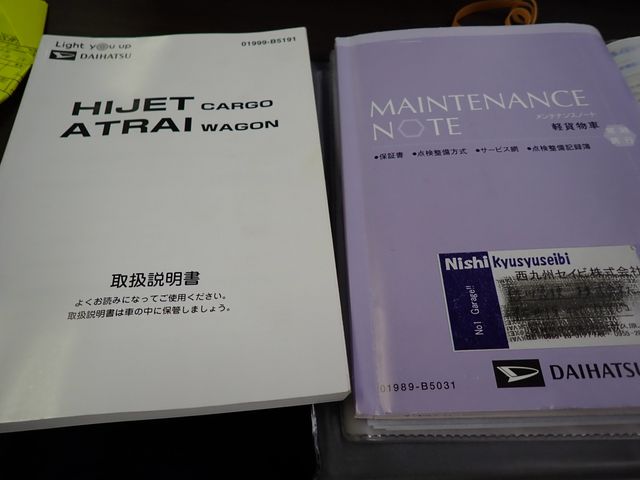 Light you up
DAIHATSU
01999-B5191
HIJET CARGO
ATRAI WAGON
取扱説明書
よくお読みになってご使用ください。
取扱説明書は車の中に保管しましょう。
MAINTENANCE
NOTE
メンテナンスノート
軽貨物車
●保証書 ●点検整備方式 ●サービス網 ●点検整備記録簿
Nishi kyusyuseibi
西九州セイビ株式会社
No1 Garage!!
01989-B5031
DAIHATSU